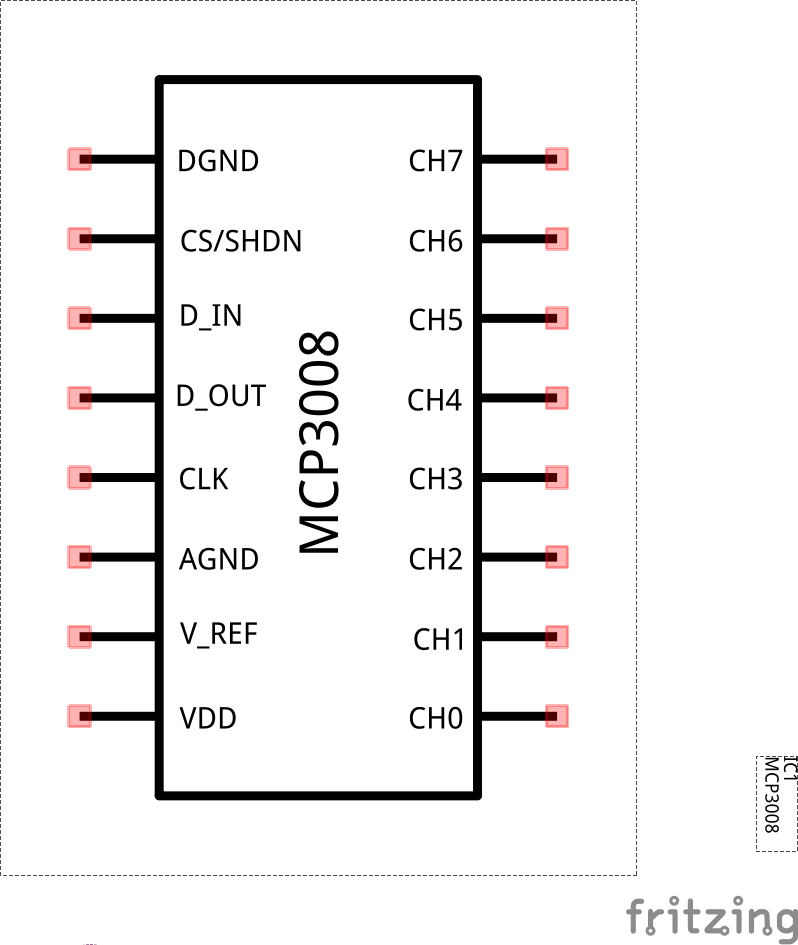 DGND CH7
CS/SHDN CH6
D_IN CH5
D_OUT CH4
CLK CH3
AGND CH2
V_REF CH1
VDD CH0
MCP3008
IC1
MCP3008
fritzing